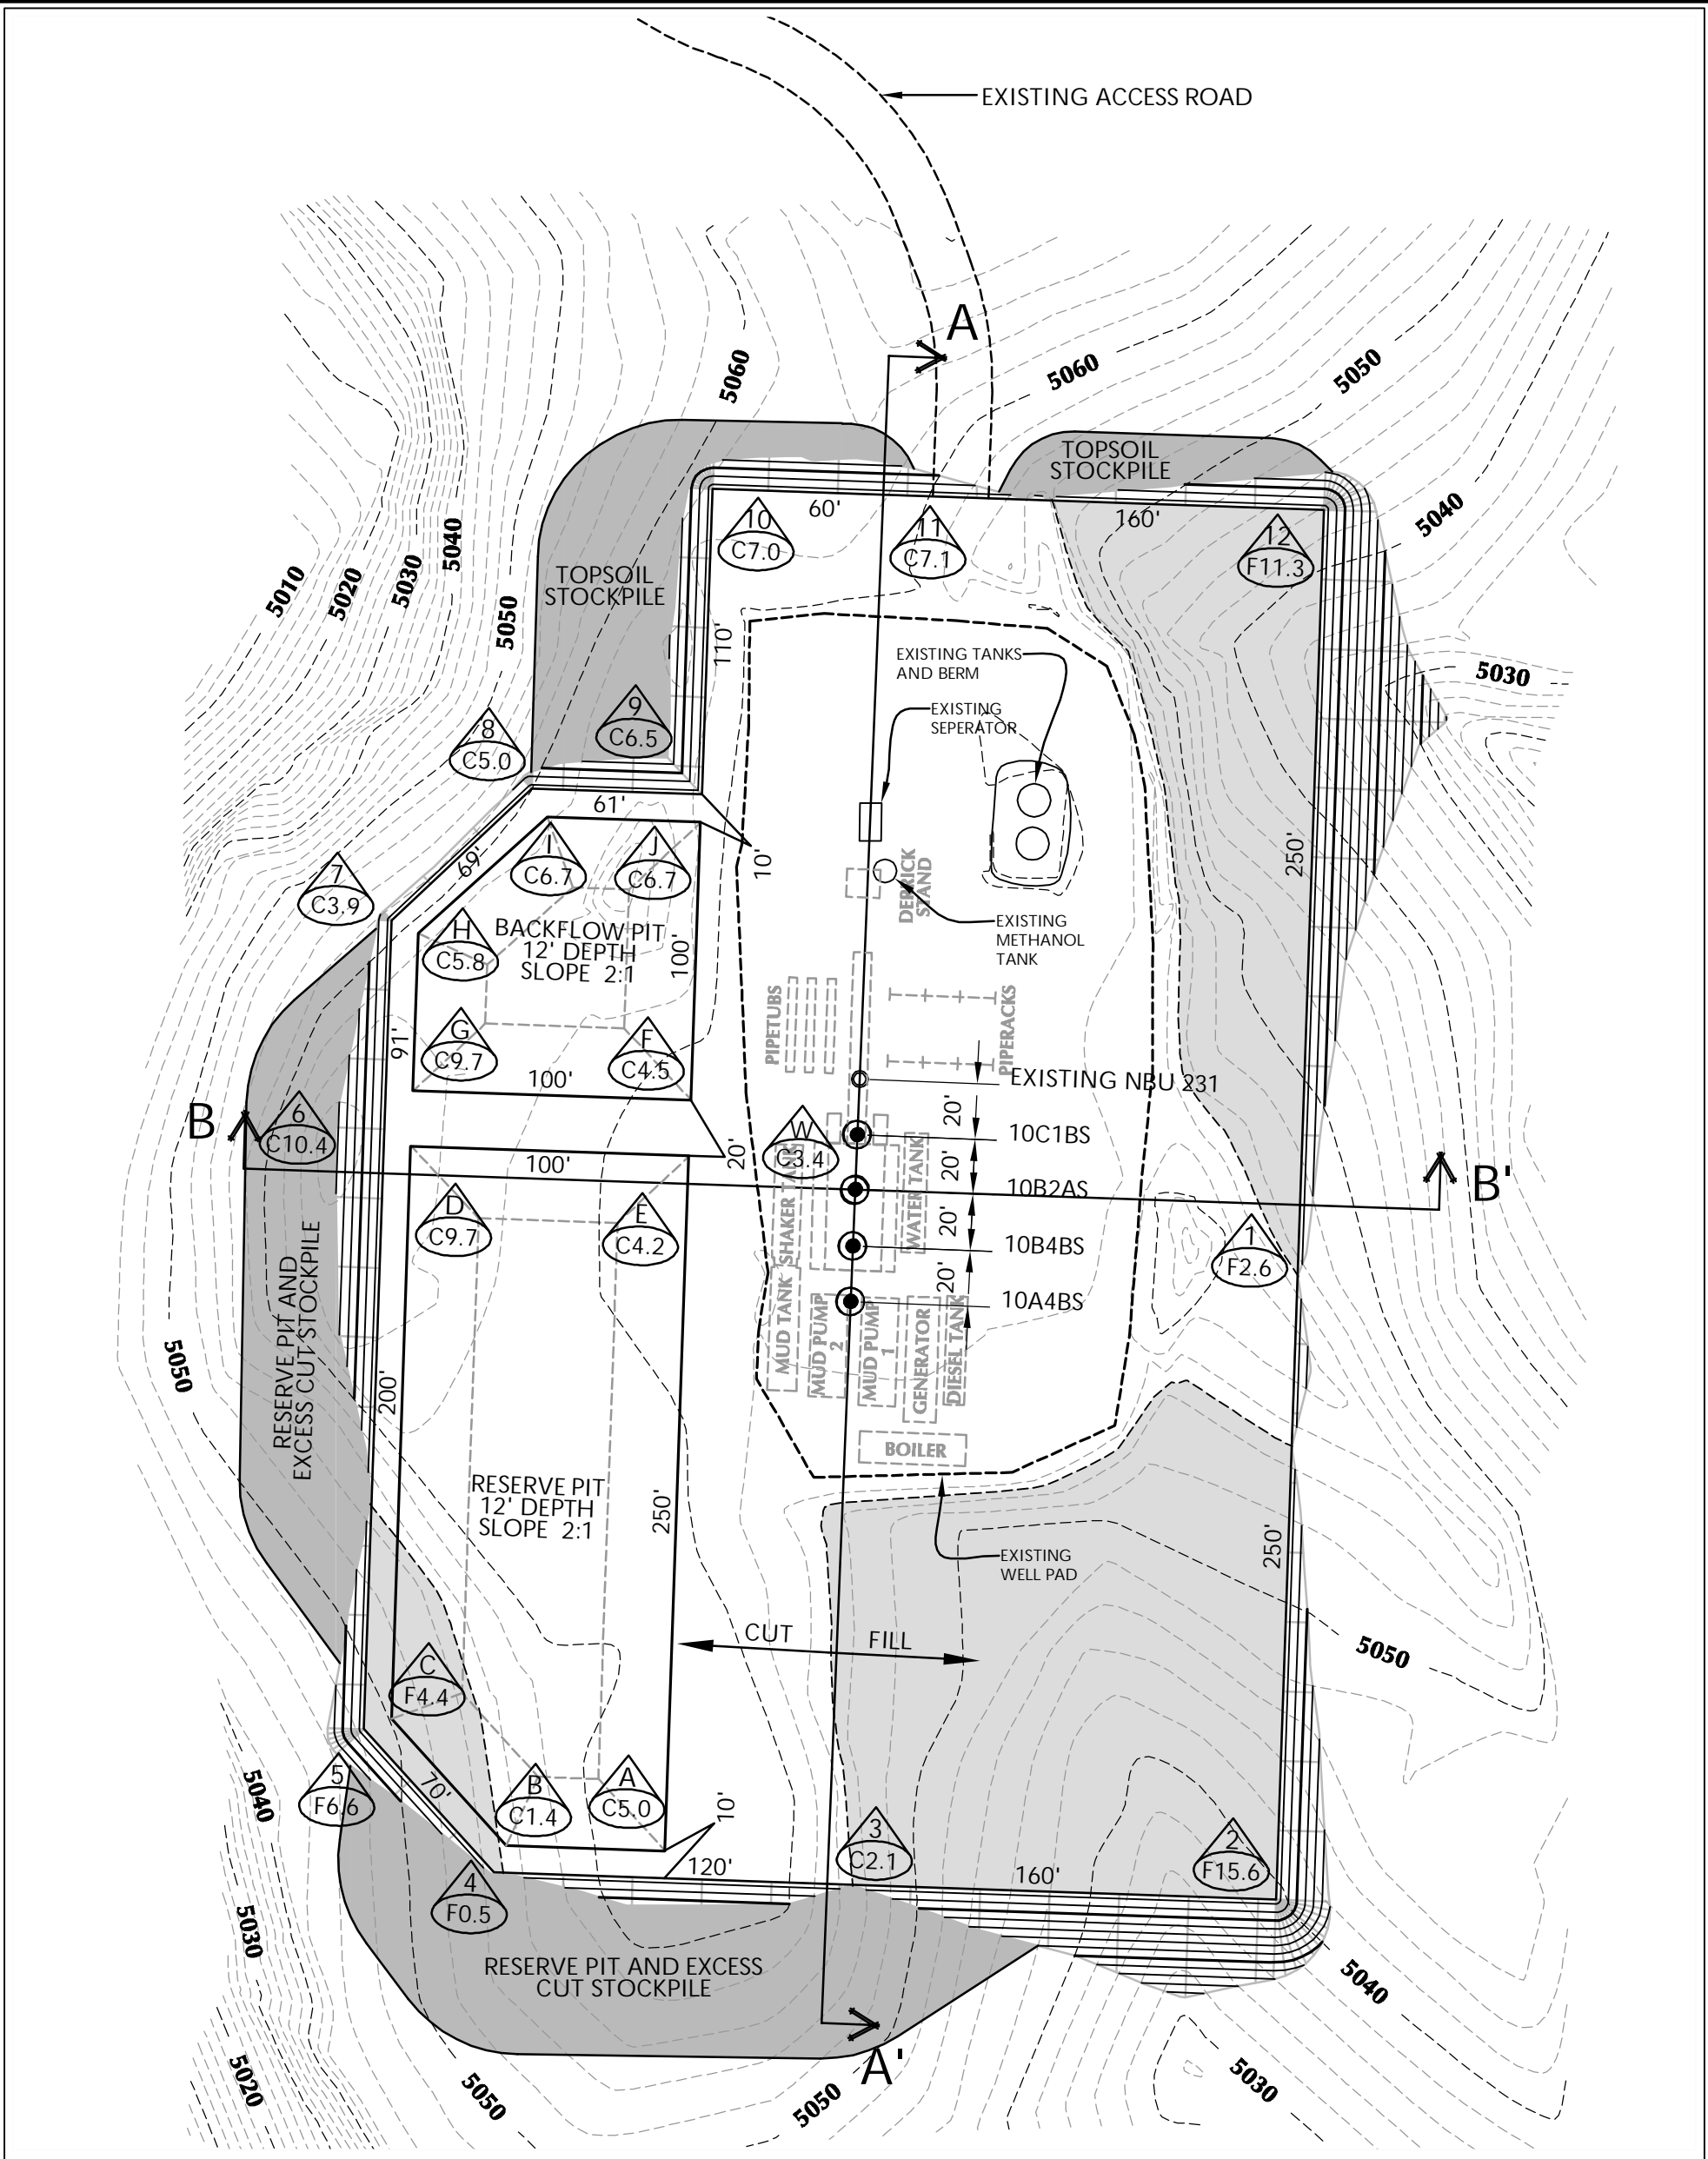 EXISTING ACCESS ROAD
A
5060
5060
5050
TOPSOIL
STOCKPILE
5040
10
C7.0
60'
11
C7.1
160'
12
F11.3
5010
5020
5030
5040
5050
TOPSOIL
STOCKPILE
110'
EXISTING TANKS
AND BERM
5030
EXISTING
SEPERATOR
8
C5.0
9
C6.5
61'
69'
10'
7
C3.9
I
C6.7
J
C6.7
250'
DERRICK
STAND
H
C5.8
BACKFLOW PIT
12' DEPTH
SLOPE 2:1
100'
EXISTING
METHANOL
TANK
PIPETUBS
PIPERACKS
91'
G
C9.7
F
C4.5
100'
EXISTING NBU 231
20'
B
6
C10.4
W
C3.4
10C1BS
20'
20'
100'
10B2AS
B'
SHAKER TANK
WATER TANK
D
C9.7
E
C4.2
20'
10B4BS
1
F2.6
20'
10A4BS
RESERVE PIT AND
EXCESS CUT STOCKPILE
5050
MUD TANK
MUD PUMP
2
MUD PUMP
1
GENERATOR
DIESEL TANK
200'
BOILER
RESERVE PIT
12' DEPTH
SLOPE 2:1
250'
250'
EXISTING
WELL PAD
CUT
FILL
5050
C
F4.4
5
F6.6
70'
B
C1.4
A
C5.0
10'
5040
3
C2.1
2
F15.6
120'
160'
4
F0.5
5030
RESERVE PIT AND EXCESS
CUT STOCKPILE
5040
A'
5020
5050
5050
5030